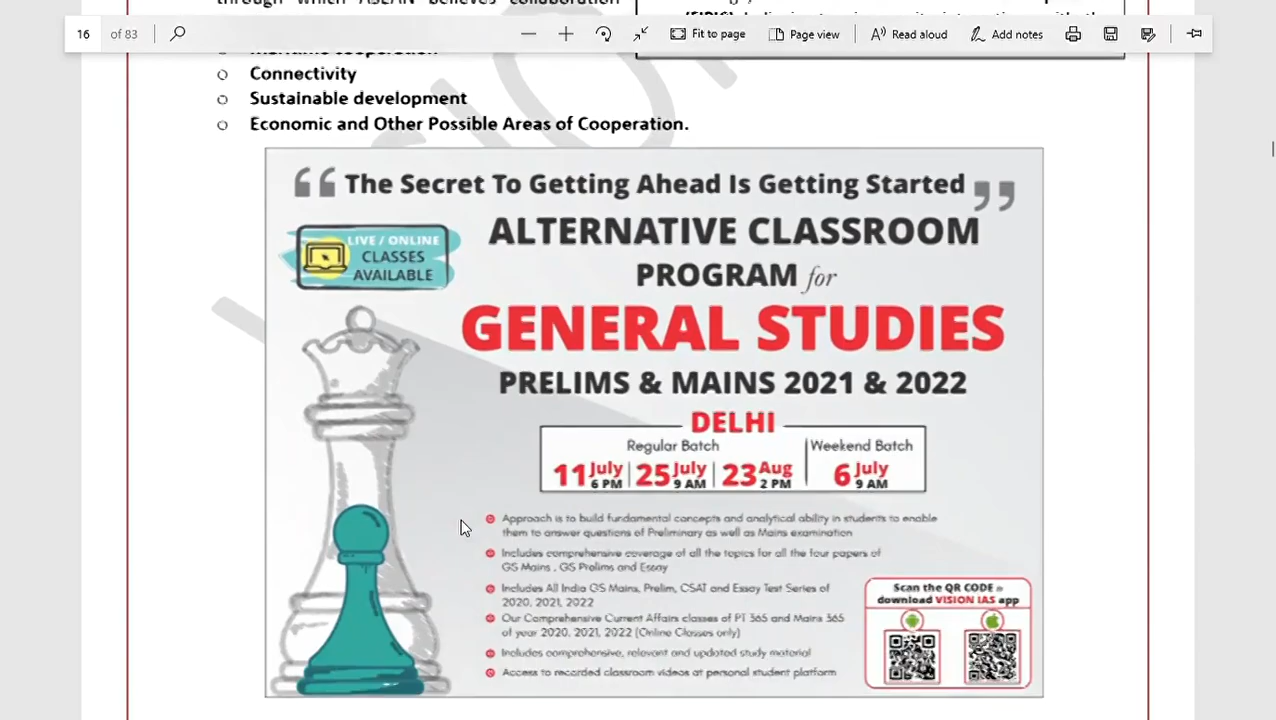 through which ASEAN believes collaboration
16 of 83
Fit to page
Page view
Read aloud
Add notes
Maritime cooperation
Connectivity
Sustainable development
Economic and Other Possible Areas of Cooperation.
The Secret To Getting Ahead Is Getting Started
LIVE / ONLINE
CLASSES
AVAILABLE
ALTERNATIVE CLASSROOM
PROGRAM for
GENERAL STUDIES
PRELIMS & MAINS 2021 & 2022
DELHI
Regular Batch
Weekend Batch
11 July 6 PM | 25 July 9 AM | 23 Aug 2 PM
6 July 9 AM
Approach is to build fundamental concepts and analytical ability in students to enable
them to answer questions of Preliminary as well as Mains examination
Includes comprehensive coverage of all the topics for all the four papers of
GS Mains , GS Prelims and Essay
Includes All India GS Mains, Prelim, CSAT and Essay Test Series of
2020, 2021, 2022
Our Comprehensive Current Affairs classes of PT 365 and Mains 365
of year 2020, 2021, 2022 (Online Classes only)
Includes comprehensive, relevant and updated study material
Access to recorded classroom videos at personal student platform
Scan the QR CODE to
download VISION IAS app